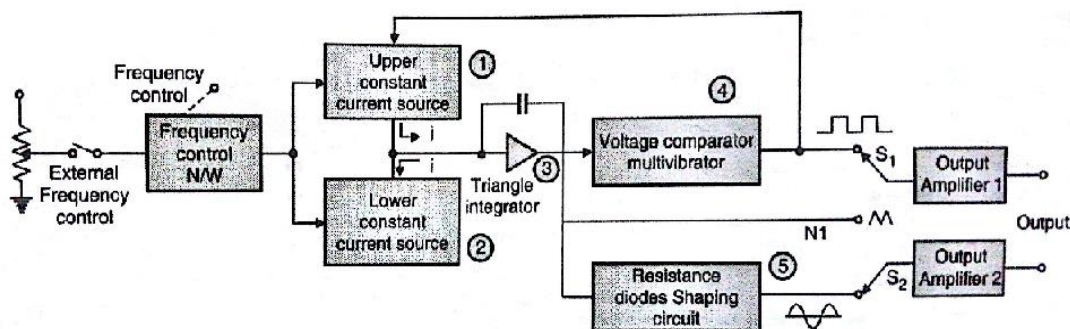 Frequency
control
External
Frequency
control
Frequency
control
N/W
Upper
constant
current source
1
i
i
Lower
constant
current source
2
Triangle
integrator
3
Voltage comparator
multivibrator
4
N1
Resistance
diodes Shaping
circuit
5
S1
S2
Output
Amplifier 1
Output
Output
Amplifier 2